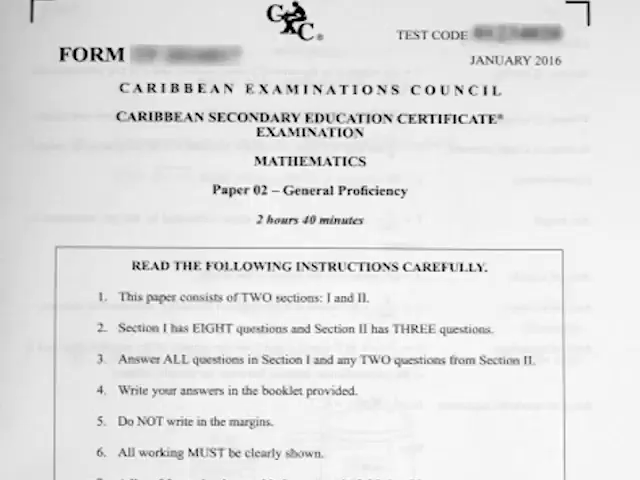 CXC®
TEST CODE
FORM
JANUARY 2016
CARIBBEAN EXAMINATIONS COUNCIL
CARIBBEAN SECONDARY EDUCATION CERTIFICATE®
EXAMINATION
MATHEMATICS
Paper 02 – General Proficiency
2 hours 40 minutes
READ THE FOLLOWING INSTRUCTIONS CAREFULLY.
1. This paper consists of TWO sections: I and II.
2. Section I has EIGHT questions and Section II has THREE questions.
3. Answer ALL questions in Section I and any TWO questions from Section II.
4. Write your answers in the booklet provided.
5. Do NOT write in the margins.
6. All working MUST be clearly shown.